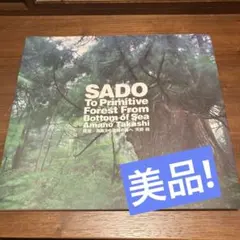 SADO
To Primitive
Forest From
Bottom of Sea
Amano Takashi
美品!